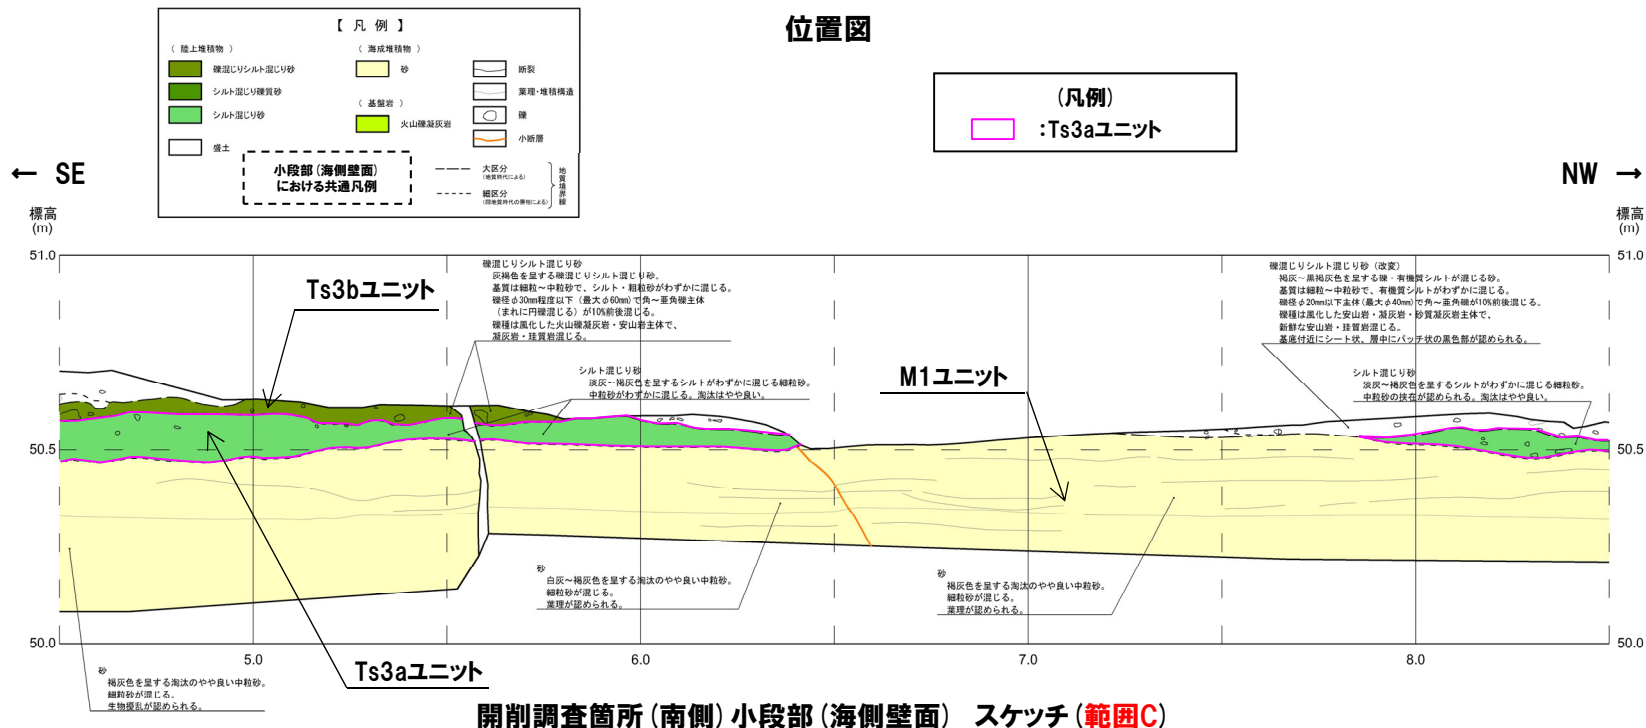 位置図
【 凡 例 】
( 陸上堆積物 )
礫混じりシルト混じり砂
シルト混じり礫質砂
シルト混じり砂
盛土
( 海成堆積物 )
砂
( 基盤岩 )
火山礫凝灰岩
断裂
葉理・堆積構造
礫
小断層
小段部(海側壁面)
における共通凡例
大区分
(地質時代による)
細区分
(同地質時代の層相による)
地質境界線
(凡例)
:Ts3aユニット
← SE
NW →
標高
(m)
標高
(m)
51.0
51.0
50.5
50.5
50.0
50.0
5.0
6.0
7.0
8.0
Ts3bユニット
礫混じりシルト混じり砂
灰褐色を呈する礫混じりシルト混じり砂。
基質は細粒~中粒砂で、シルト・粗粒砂がわずかに混じる。
礫径φ30mm程度以下(最大φ60mm)で角~亜角礫主体
(まれに円礫混じる)が10%前後混じる。
礫種は風化した火山礫凝灰岩・安山岩主体で、
凝灰岩・珪質岩混じる。
シルト混じり砂
淡灰~褐灰色を呈するシルトがわずかに混じる細粒砂。
中粒砂がわずかに混じる。淘汰はやや良い。
M1ユニット
礫混じりシルト混じり砂(改変)
褐灰~黒褐灰色を呈する礫・有機質シルトが混じる砂。
基質は細粒~中粒砂で、有機質シルトがわずかに混じる。
礫径φ20mm以下主体(最大φ40mm)で角~亜角礫が10%前後混じる。
礫種は風化した安山岩・凝灰岩・砂質凝灰岩主体で、
新鮮な安山岩・珪質岩混じる。
基底付近にシート状、層中にパッチ状の黒色部が認められる。
シルト混じり砂
淡灰~褐灰色を呈するシルトがわずかに混じる細粒砂。
中粒砂の挟在が認められる。淘汰はやや良い。
砂
白灰~褐灰色を呈する淘汰のやや良い中粒砂。
細粒砂が混じる。
葉理が認められる。
砂
褐灰色を呈する淘汰のやや良い中粒砂。
細粒砂が混じる。
葉理が認められる。
Ts3aユニット
砂
褐灰色を呈する淘汰のやや良い中粒砂。
細粒砂が混じる。
生物擾乱が認められる。
開削調査箇所(南側)小段部(海側壁面) スケッチ(範囲C)